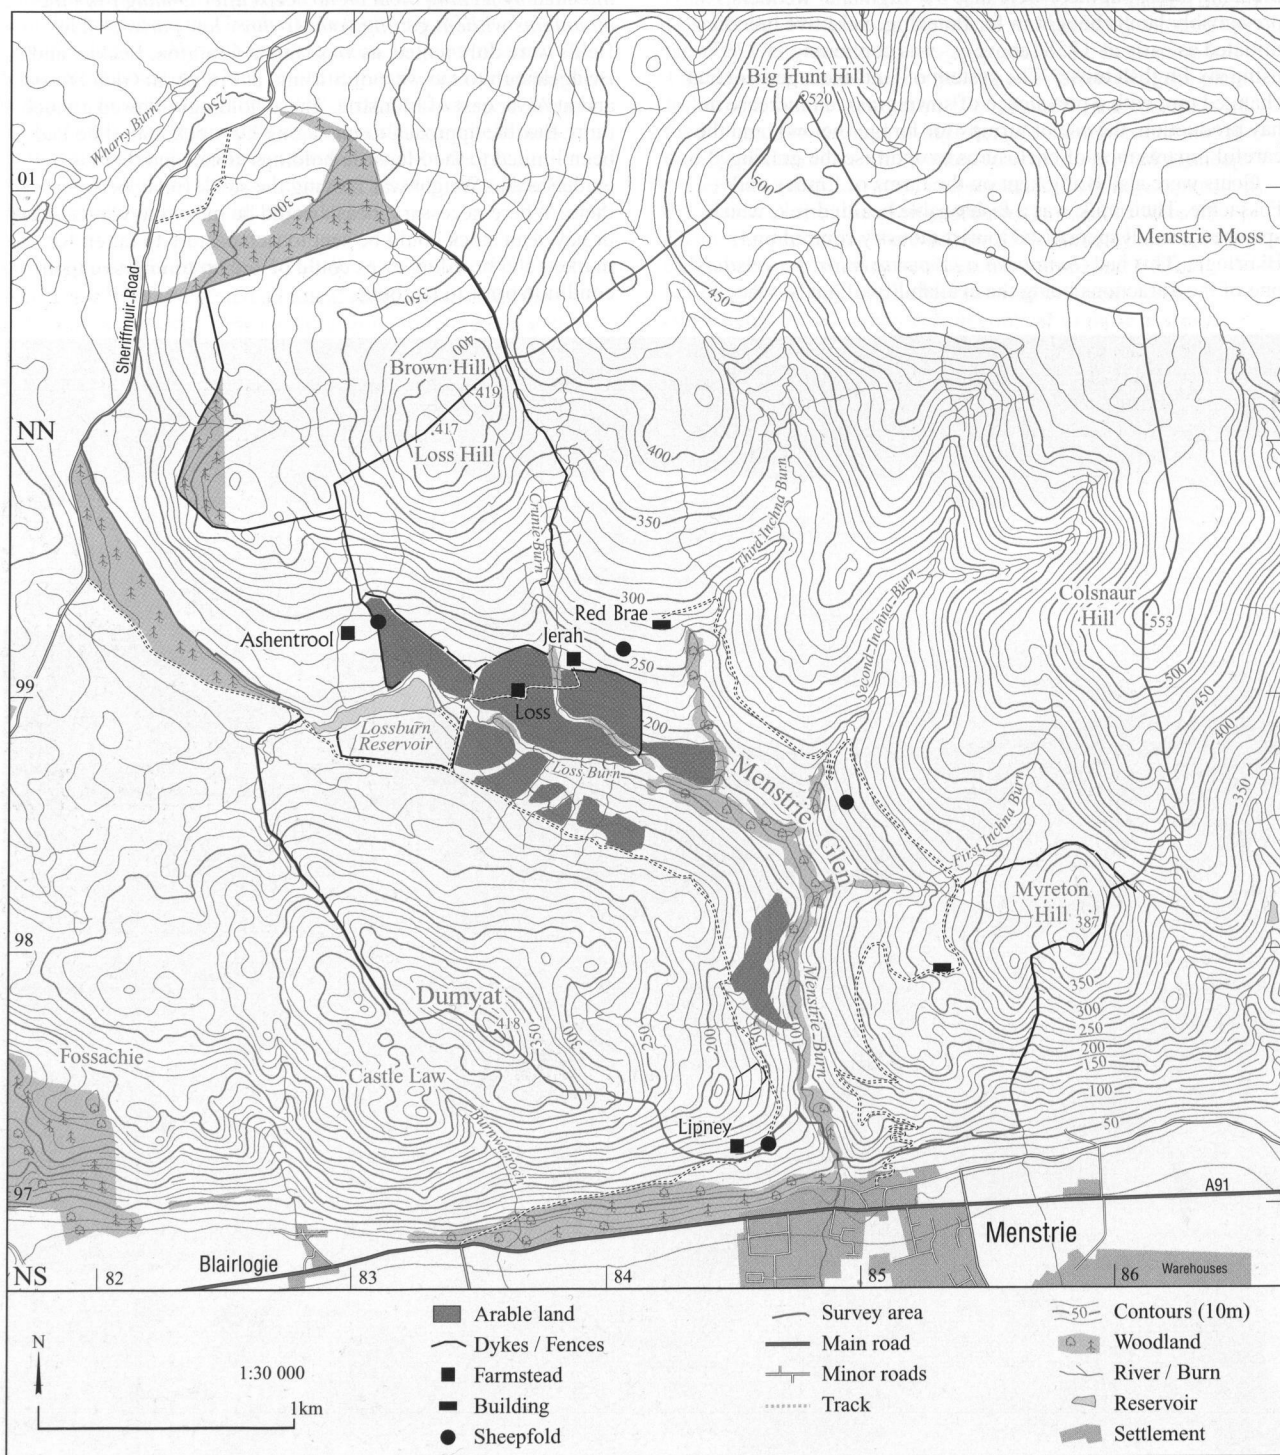 Big Hunt Hill
520
Wharry Burn
250
01
500
300
Menstrie Moss
Sheriffmuir Road
350
450
400
Brown Hill
419
NN
417
Loss Hill
400
Crunie Burn
Third Inchna Burn
350
300
Red Brae
Second Inchna Burn
Colsnaur
Hill
553
Ashentrool
Jerah
250
99
500
450
400
350
Loss
200
Lossburn
Reservoir
Loss Burn
Menstrie Glen
First Inchna Burn
Myreton
Hill
387
98
Dumyat
418
350
300
250
200
150
100
Menstrie Burn
350
300
250
200
150
100
50
Fossachie
Castle Law
Burnwarroch
Lipney
97
A91
Blairlogie
Menstrie
NS
82
83
84
85
86
Warehouses
N
1:30 000
1km
Arable land
Dykes / Fences
Farmstead
Building
Sheepfold
Survey area
Main road
Minor roads
Track
50
Contours (10m)
Woodland
River / Burn
Reservoir
Settlement